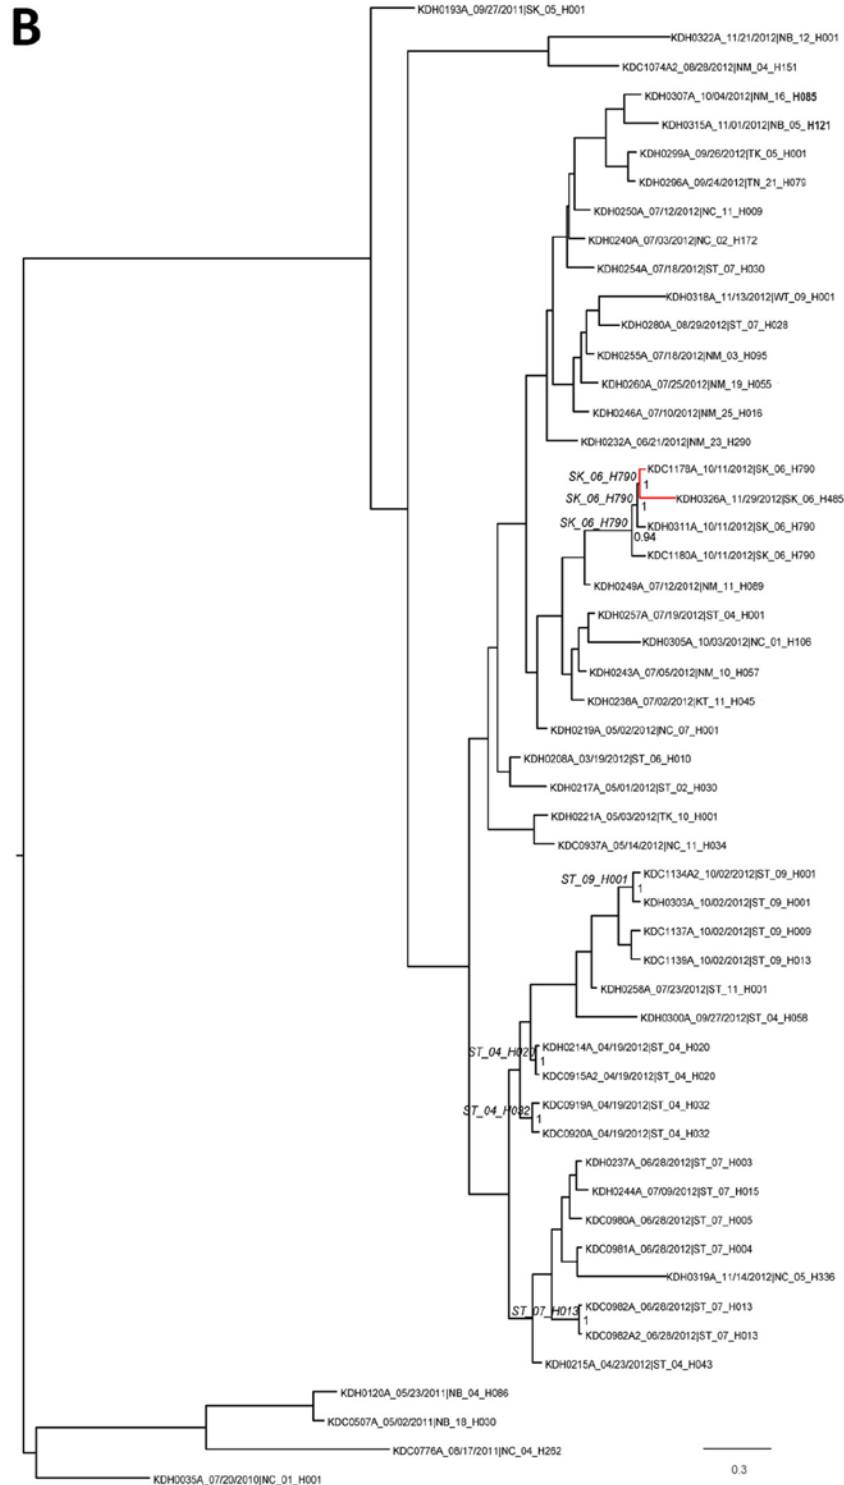 B
KDH0193A_09/27/2011|SK_05_H001
KDH0322A_11/21/2012|NB_12_H001
KDC1074A2_08/28/2012|NM_04_H151
KDH0307A_10/04/2012|NM_16_H085
KDH0315A_11/01/2012|NB_05_H121
KDH0299A_09/26/2012|TK_05_H001
KDH0296A_09/24/2012|TN_21_H079
KDH0250A_07/12/2012|NC_11_H009
KDH0240A_07/03/2012|NC_02_H172
KDH0254A_07/18/2012|ST_07_H030
KDH0318A_11/13/2012|WT_09_H001
KDH0280A_08/29/2012|ST_07_H028
KDH0255A_07/18/2012|NM_03_H095
KDH0260A_07/25/2012|NM_19_H055
KDH0246A_07/10/2012|NM_25_H016
KDH0232A_06/21/2012|NM_23_H290
KDC1178A_10/11/2012|SK_06_H790
SK_06_H790
1
SK_06_H790
KDH0326A_11/29/2012|SK_06_H485
1
SK_06_H790
KDH0311A_10/11/2012|SK_06_H790
0.94
KDC1180A_10/11/2012|SK_06_H790
KDH0249A_07/12/2012|NM_11_H089
KDH0257A_07/19/2012|ST_04_H001
KDH0305A_10/03/2012|NC_01_H106
KDH0243A_07/05/2012|NM_10_H057
KDH0238A_07/02/2012|KT_11_H045
KDH0219A_05/02/2012|NC_07_H001
KDH0208A_03/19/2012|ST_06_H010
KDH0217A_05/01/2012|ST_02_H030
KDH0221A_05/03/2012|TK_10_H001
KDC0937A_05/14/2012|NC_11_H034
ST_09_H001
KDC1134A2_10/02/2012|ST_09_H001
1
KDH0303A_10/02/2012|ST_09_H001
KDC1137A_10/02/2012|ST_09_H009
KDC1139A_10/02/2012|ST_09_H013
KDH0258A_07/23/2012|ST_11_H001
KDH0300A_09/27/2012|ST_04_H058
ST_04_H020
KDH0214A_04/19/2012|ST_04_H020
1
KDC0915A2_04/19/2012|ST_04_H020
ST_04_H032
KDC0919A_04/19/2012|ST_04_H032
1
KDC0920A_04/19/2012|ST_04_H032
KDH0237A_06/28/2012|ST_07_H003
KDH0244A_07/09/2012|ST_07_H015
KDC0980A_06/28/2012|ST_07_H005
KDC0981A_06/28/2012|ST_07_H004
KDH0319A_11/14/2012|NC_05_H336
ST_07_H013
KDC0982A_06/28/2012|ST_07_H013
1
KDC0982A2_06/28/2012|ST_07_H013
KDH0215A_04/23/2012|ST_04_H043
KDH0120A_05/23/2011|NB_04_H086
KDC0507A_05/02/2011|NB_18_H030
KDC0776A_08/17/2011|NC_04_H262
KDH0035A_07/20/2010|NC_01_H001
0.3